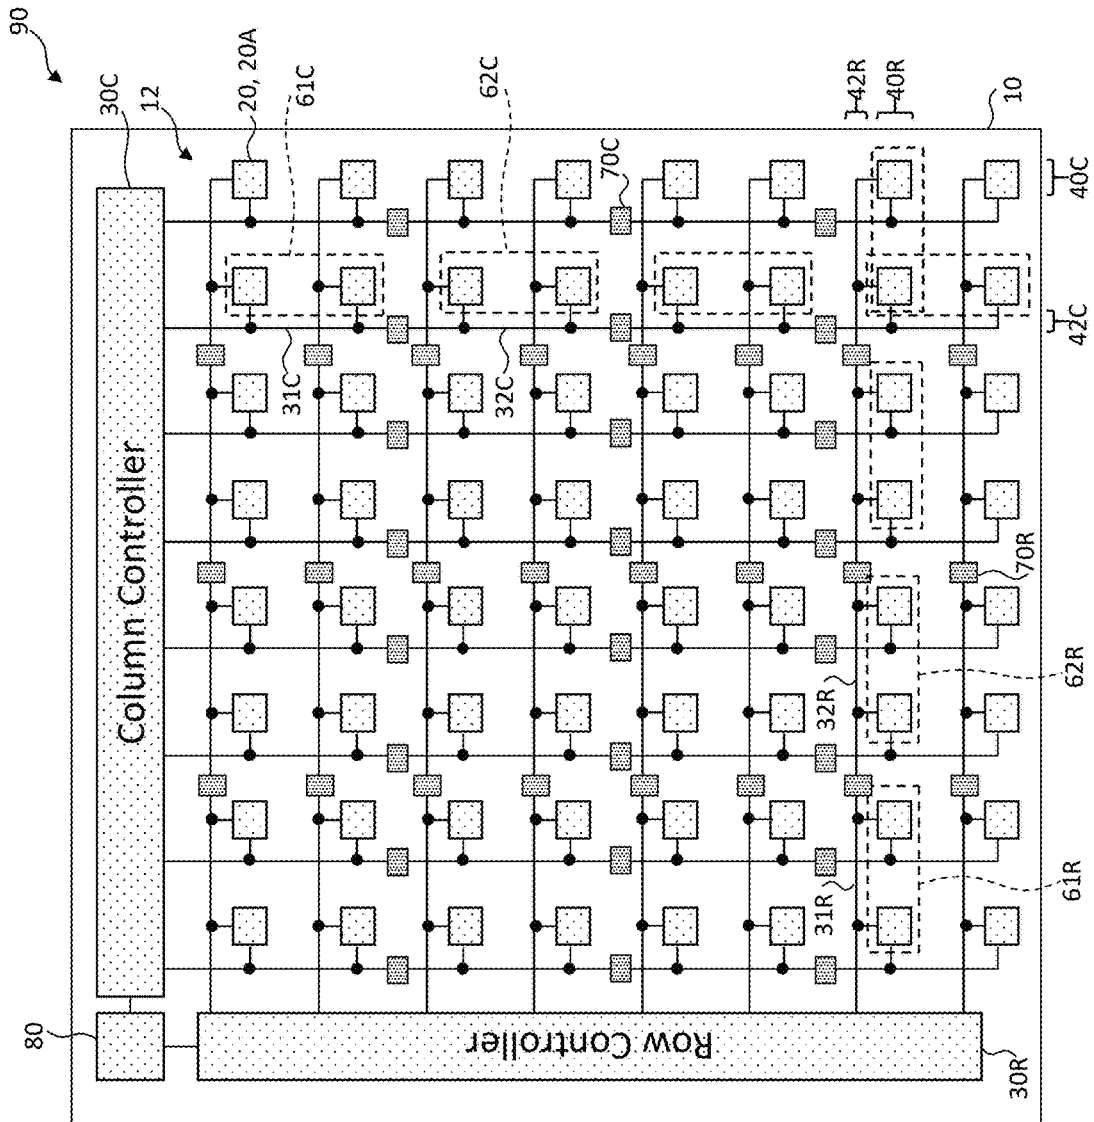 90
30C
12
20, 20A
61C
62C
70C
42R
40R
10
Column Controller
31C
32C
40C
42C
70R
32R
62R
31R
61R
80
Row Controller
30R